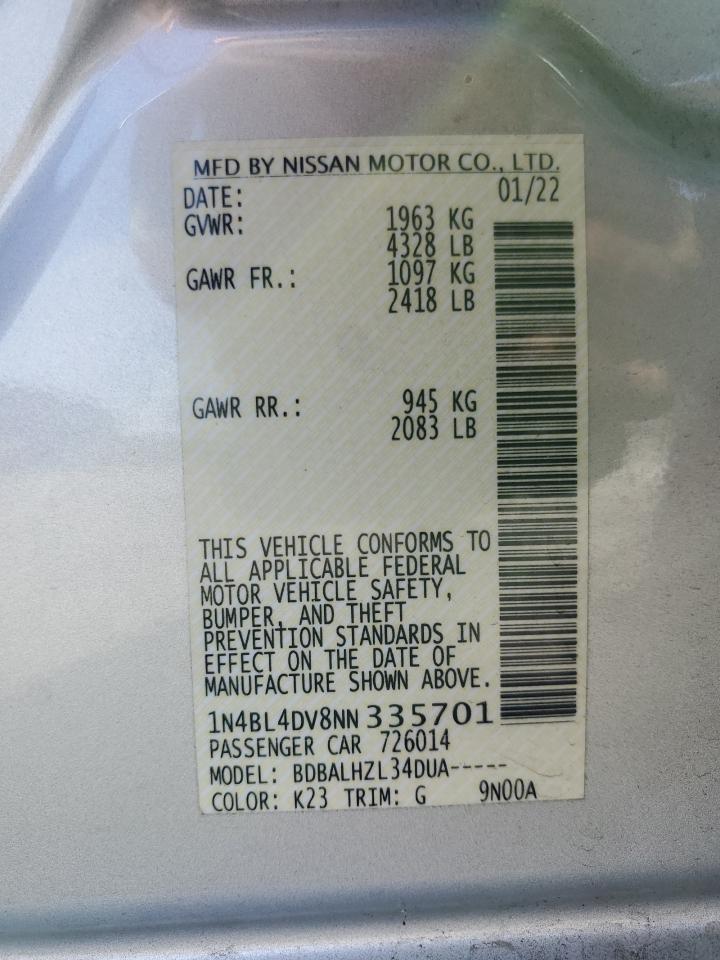 MFD BY NISSAN MOTOR CO., LTD.
DATE: 01/22
GVWR: 1963 KG
4328 LB
GAWR FR.: 1097 KG
2418 LB
GAWR RR.: 945 KG
2083 LB
THIS VEHICLE CONFORMS TO
ALL APPLICABLE FEDERAL
MOTOR VEHICLE SAFETY,
BUMPER, AND THEFT
PREVENTION STANDARDS IN
EFFECT ON THE DATE OF
MANUFACTURE SHOWN ABOVE.
1N4BL4DV8NN 335701
PASSENGER CAR 726014
MODEL: BDBALHZL34DUA-----
COLOR: K23 TRIM: G 9N00A